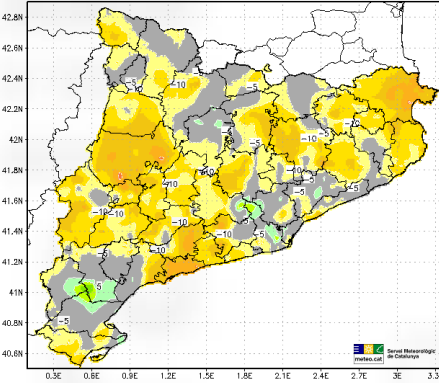 42.8N
42.6N
42.4N
42.2N
42N
41.8N
41.6N
41.4N
41.2N
41N
40.8N
40.6N
-5
-5
-10
-5
-5
-5
-10
-5
-10
-10
-10
-5
-5
-10
-10
-5
-10
-10
-5
-5
-10
-5
5
-5
0.3E 0.6E 0.9E 1.2E 1.5E 1.8E 2.1E 2.4E 2.7E 3E 3.3
meteo.cat
Servei Meteorològic
de Catalunya